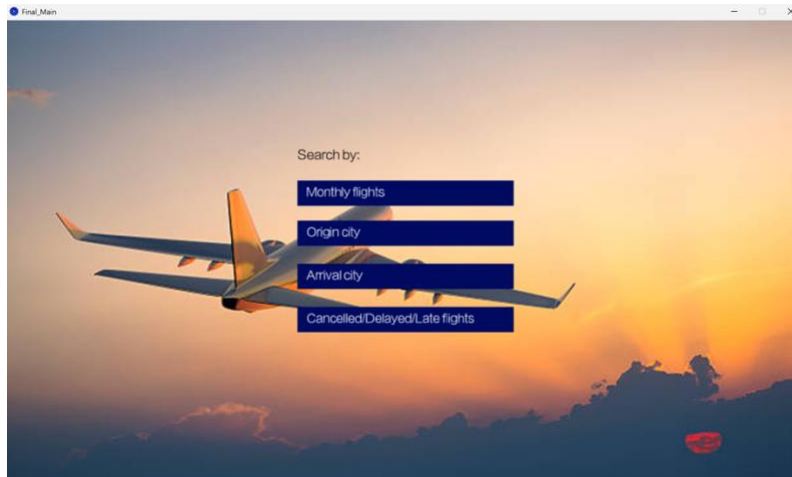 Final_Main
Search by:
Monthly flights
Origin city
Arrival city
Cancelled/Delayed/Late flights